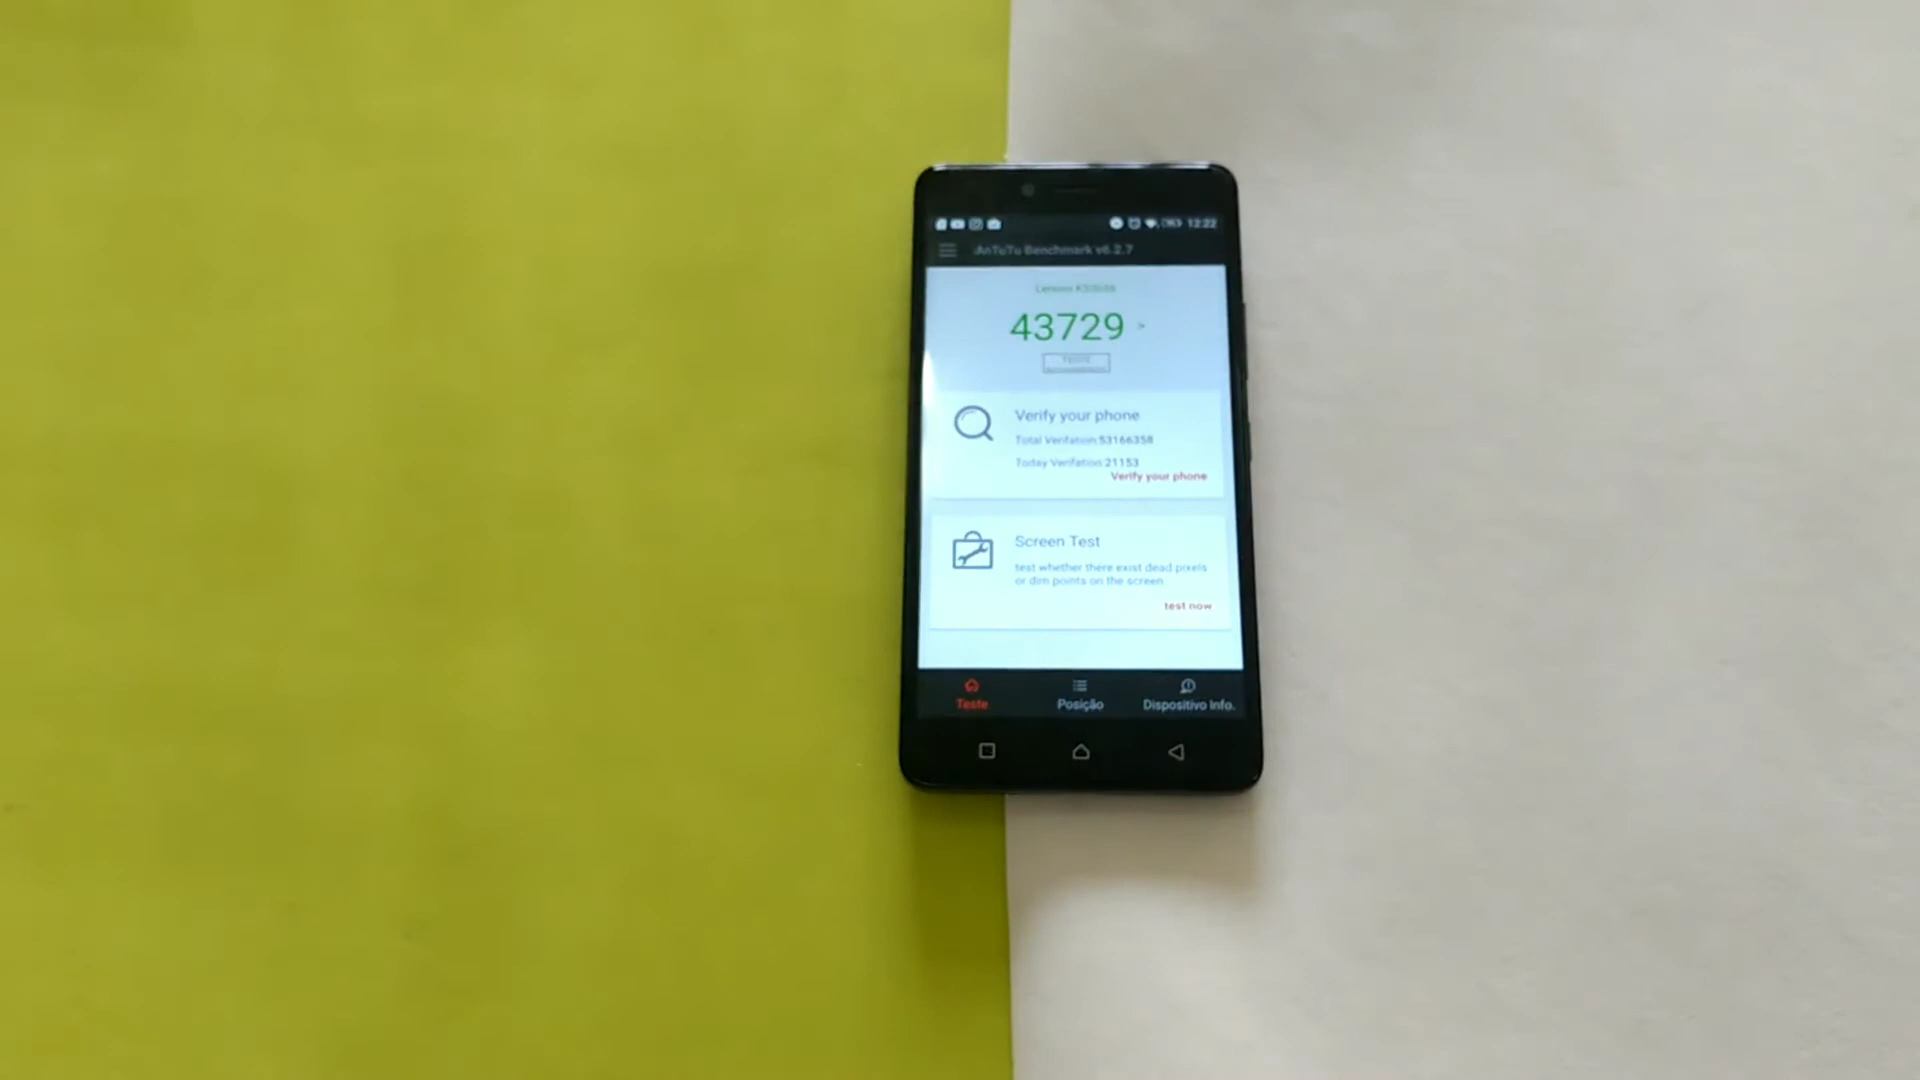 12:22
AnTuTu Benchmark v6.2.7
Lenovo
43729 >
Verify your phone
Total Verifation:53166358
Today Verifation:21153
Verify your phone
Screen Test
test whether there exist dead pixels
or dim points on the screen
test now
Teste Posição Dispositivo Info.